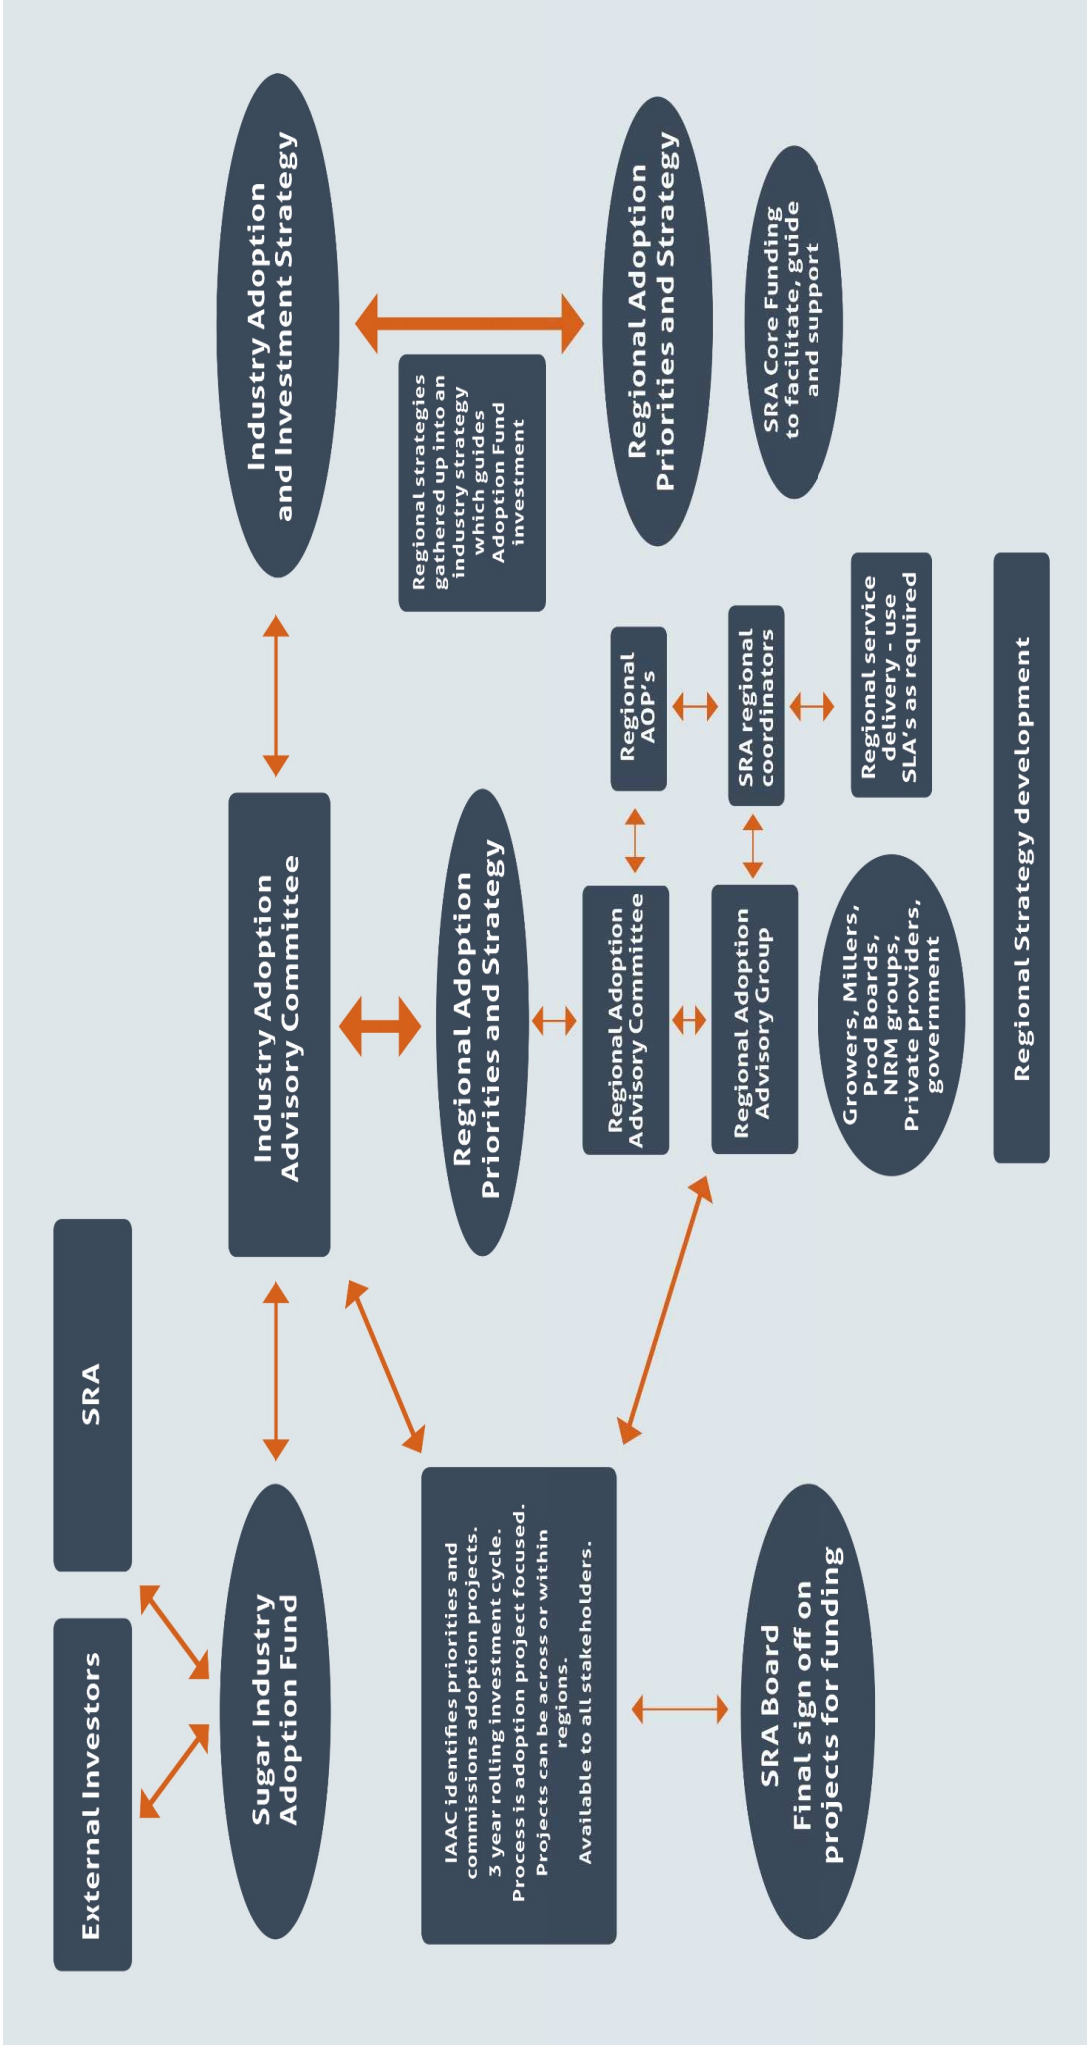 External Investors
SRA
Sugar Industry
Adoption Fund
Industry Adoption
Advisory Committee
Industry Adoption
and Investment Strategy
IAAC identifies priorities and
commissions adoption projects.
3 year rolling investment cycle.
Process is adoption project focused.
Projects can be across or within
regions.
Available to all stakeholders.
Regional Adoption
Priorities and Strategy
Regional strategies
gathered up into an
industry strategy
which guides
Adoption Fund
investment
Regional Adoption
Advisory Committee
Regional
AOP's
Regional Adoption
Priorities and Strategy
SRA Board
Final sign off on
projects for funding
Regional Adoption
Advisory Group
SRA regional
coordinators
SRA Core Funding
to facilitate, guide
and support
Growers, Millers,
Prod Boards,
NRM groups,
Private providers,
government
Regional service
delivery - use
SLA's as required
Regional Strategy development